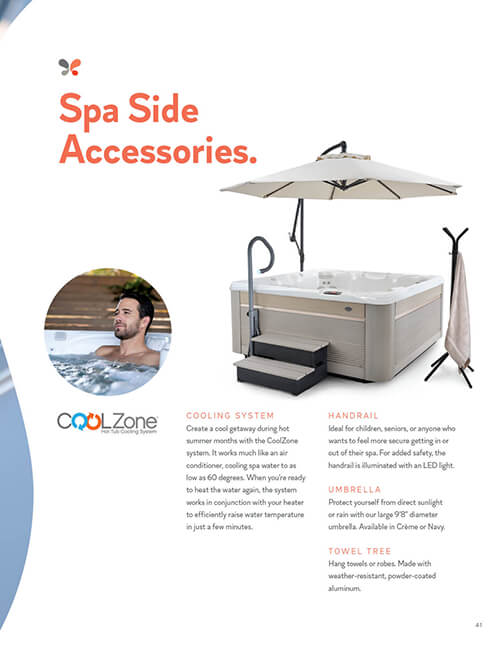 Spa Side
Accessories.
COOLZone™
Hot Tub Cooling System
COOLING SYSTEM
Create a cool getaway during hot
summer months with the CoolZone
system. It works much like an air
conditioner, cooling spa water to as
low as 60 degrees. When you're ready
to heat the water again, the system
works in conjunction with your heater
to efficiently raise water temperature
in just a few minutes.
HANDRAIL
Ideal for children, seniors, or anyone who
wants to feel more secure getting in or
out of their spa. For added safety, the
handrail is illuminated with an LED light.
UMBRELLA
Protect yourself from direct sunlight
or rain with our large 9'8" diameter
umbrella. Available in Crème or Navy.
TOWEL TREE
Hang towels or robes. Made with
weather-resistant, powder-coated
aluminum.
41